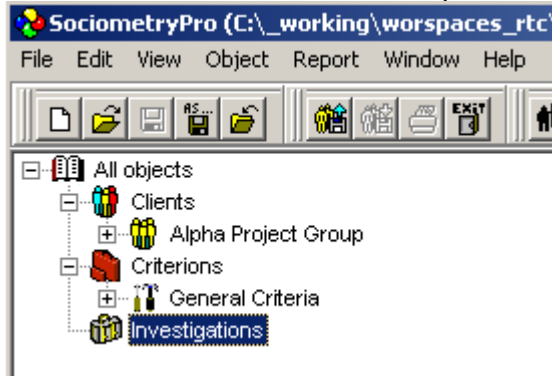 SociometryPro (C:\_working\worspaces_rtc\
File Edit View Object Report Window Help
AS... EXiT
All objects
Clients
Alpha Project Group
Criterions
General Criteria
Investigations